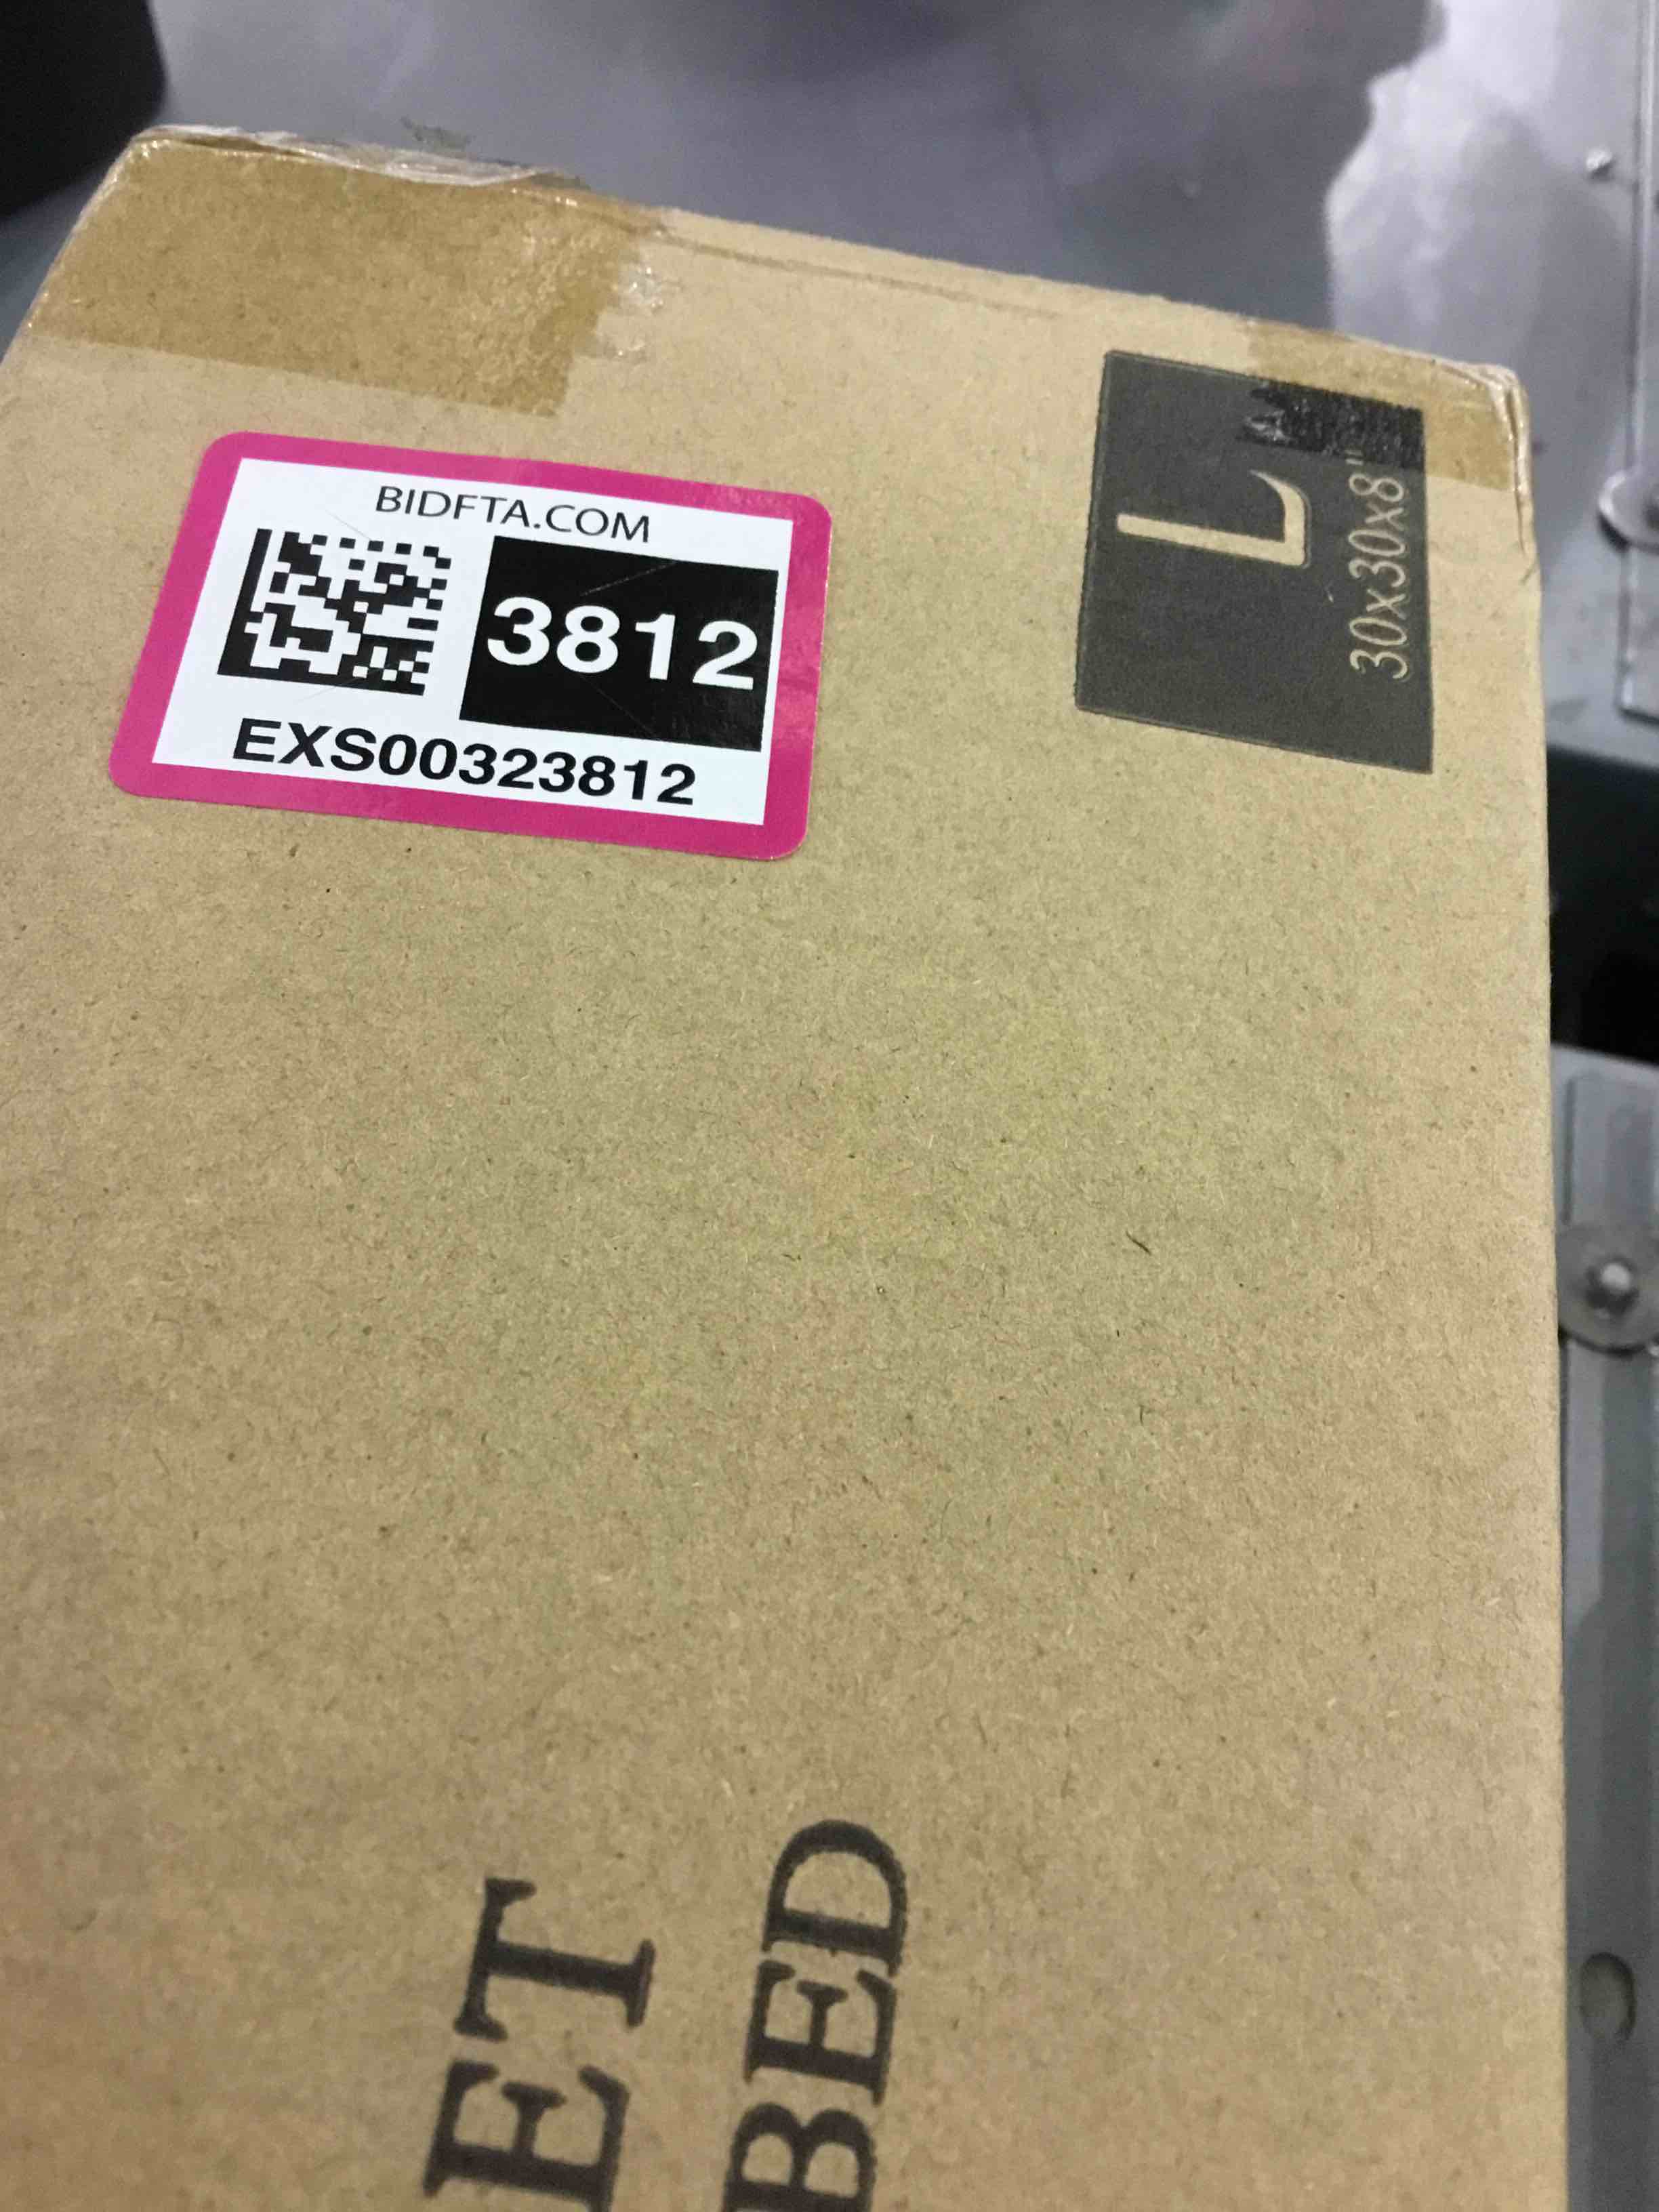 BIDFTA.COM
3812
EXS00323812
L
30x30x8"
ET
BED